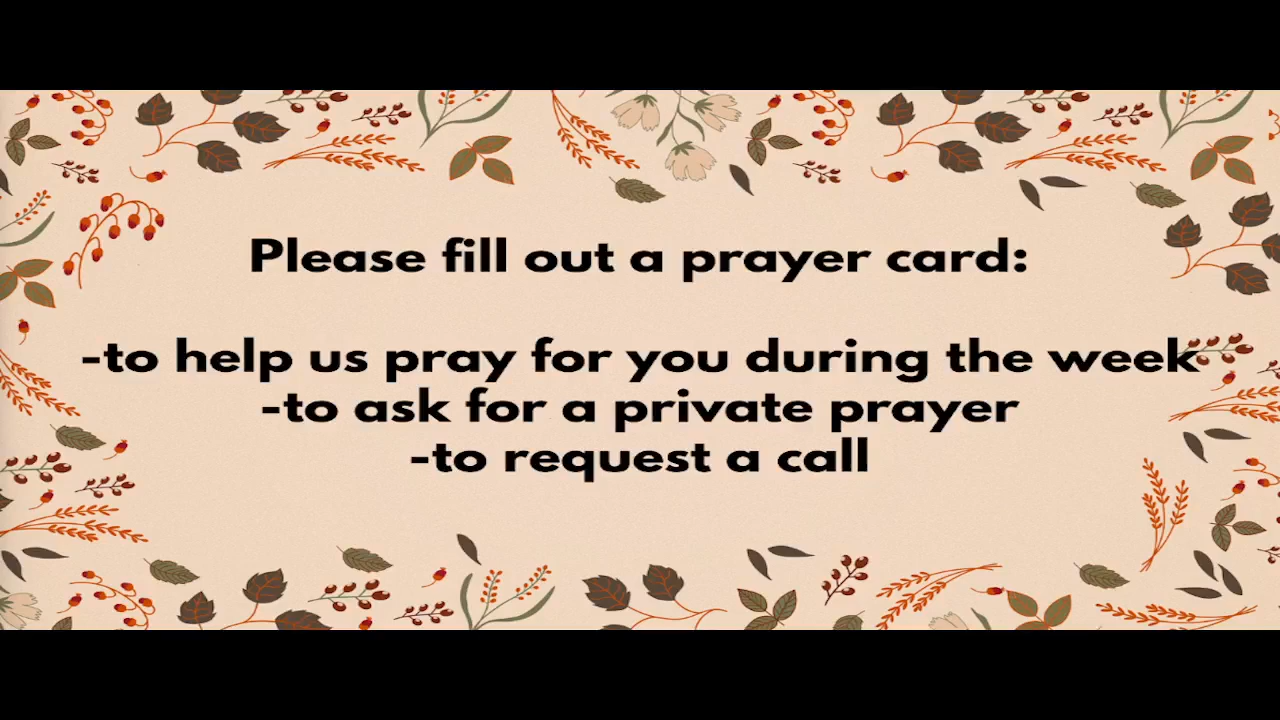 Please fill out a prayer card:
-to help us pray for you during the week
-to ask for a private prayer
-to request a call